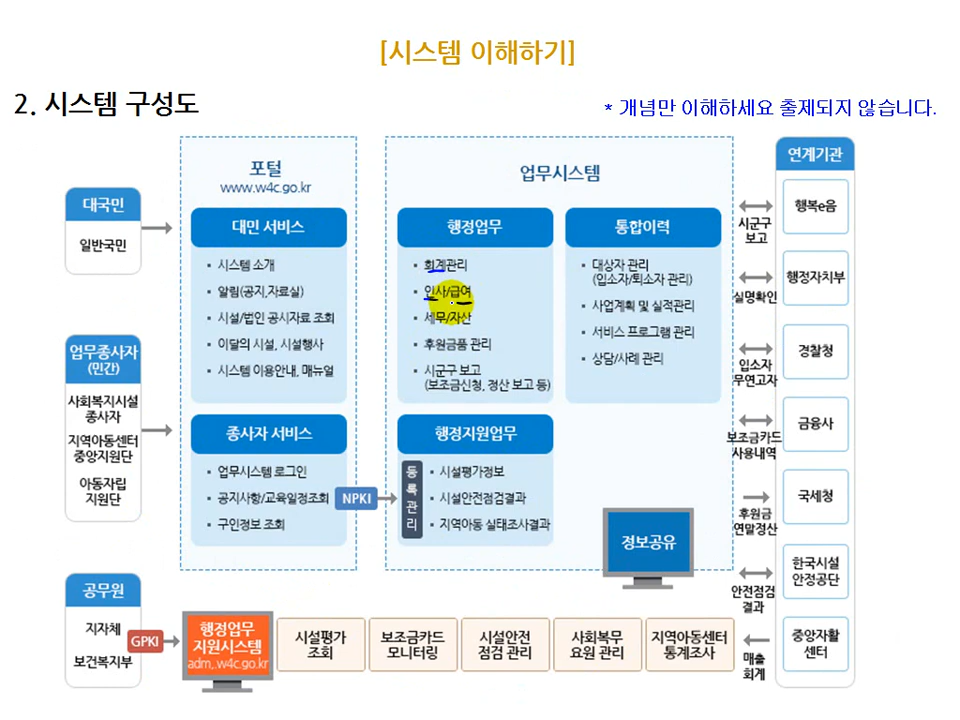 [시스템 이해하기]
2. 시스템 구성도
* 개념만 이해하세요 출제되지 않습니다.
대국민
일반국민
업무종사자
(민간)
사회복지시설
종사자
지역아동센터
중앙지원단
아동자립
지원단
공무원
지자체
보건복지부
GPKI
포털
www.w4c.go.kr
대민 서비스
• 시스템 소개
• 알림(공지,자료실)
• 시설/법인 공시자료 조회
• 이달의 시설, 시설행사
• 시스템 이용안내, 매뉴얼
종사자 서비스
• 업무시스템 로그인
• 공지사항/교육일정조회
• 구인정보 조회
NPKI
업무시스템
행정업무
• 회계관리
• 인사/급여
• 세무/자산
• 후원금품 관리
• 시군구 보고
(보조금신청, 정산 보고 등)
통합이력
• 대상자 관리
(입소자/퇴소자 관리)
• 사업계획 및 실적관리
• 서비스 프로그램 관리
• 상담/사례 관리
행정지원업무
등록관리
• 시설평가정보
• 시설안전점검결과
• 지역아동 실태조사결과
정보공유
행정업무
지원시스템
adm,.w4c.go.kr
시설평가
조회
보조금카드
모니터링
시설안전
점검 관리
사회복무
요원 관리
지역아동센터
통계조사
연계기관
시군구
보고
행복e음
실명확인
행정자치부
입소자
무연고자
경찰청
보조금카드
사용내역
금융사
후원금
연말정산
국세청
안전점검
결과
한국시설
안정공단
매출
회계
중앙자활
센터